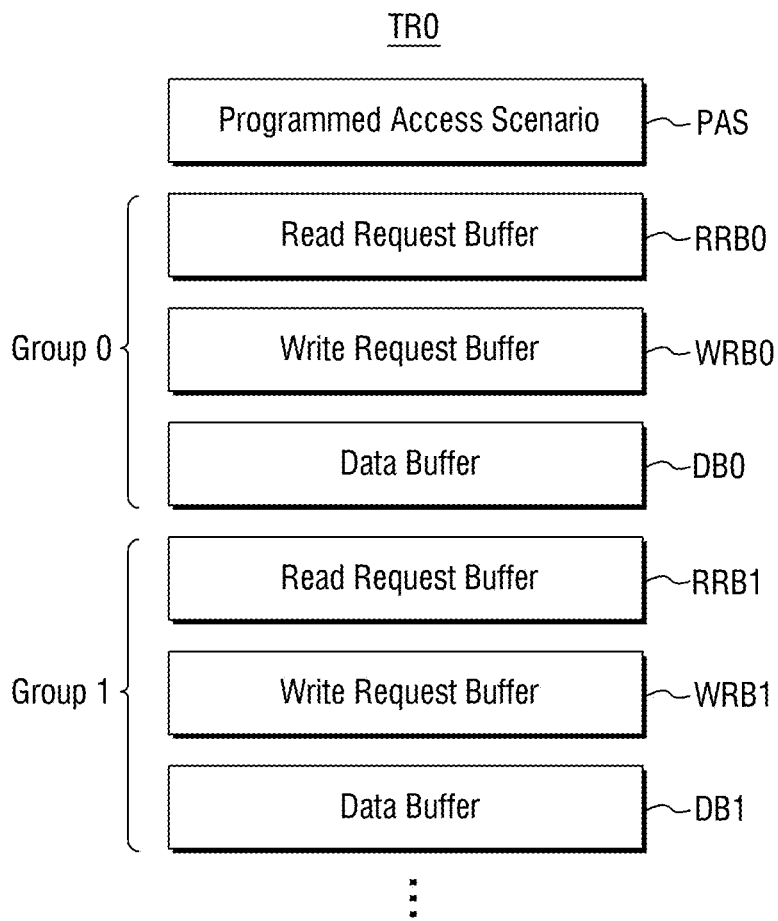 TR0
Programmed Access Scenario PAS
Read Request Buffer RRB0
Group 0 Write Request Buffer WRB0
Data Buffer DB0
Read Request Buffer RRB1
Group 1 Write Request Buffer WRB1
Data Buffer DB1